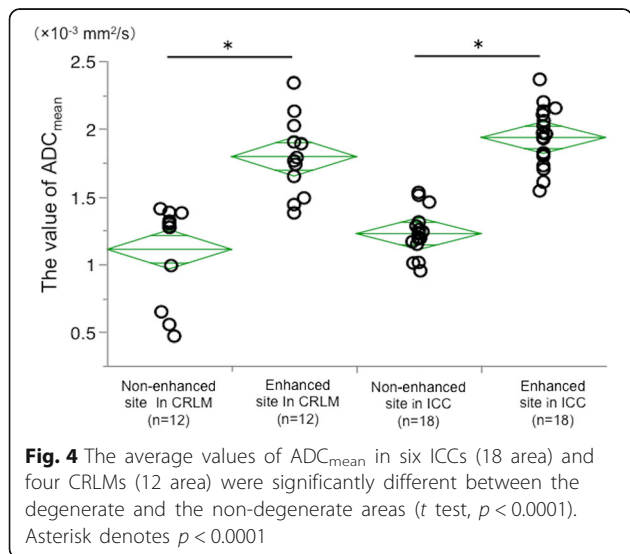 (×10-3 mm2/s)
* *
2.5
2
1.5
1
0.5
The value of ADCmean
Non-enhanced
site In CRLM
(n=12)
Enhanced
site In CRLM
(n=12)
Non-enhanced
site in ICC
(n=18)
Enhanced
site in ICC
(n=18)
Fig. 4 The average values of ADCmean in six ICCs (18 area) and
four CRLMs (12 area) were significantly different between the
degenerate and the non-degenerate areas (t test, p < 0.0001).
Asterisk denotes p < 0.0001